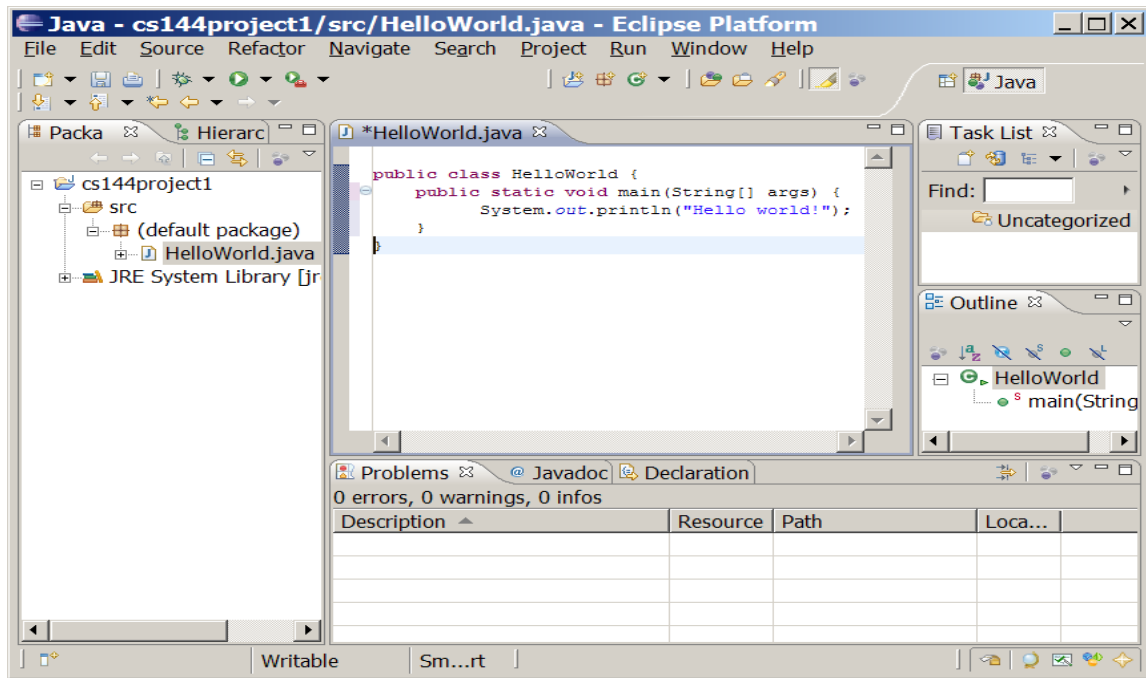 Java - cs144project1/src/HelloWorld.java - Eclipse Platform
File Edit Source Refactor Navigate Search Project Run Window Help
Java
Packa Hierarc
cs144project1
src
(default package)
HelloWorld.java
JRE System Library [jr
*HelloWorld.java
public class HelloWorld {
public static void main(String[] args) {
System.out.println("Hello world!");
}
}
Task List
Find:
Uncategorized
Outline
HelloWorld
main(String
Problems @ Javadoc Declaration
0 errors, 0 warnings, 0 infos
Description Resource Path Loca...
Writable Sm...rt